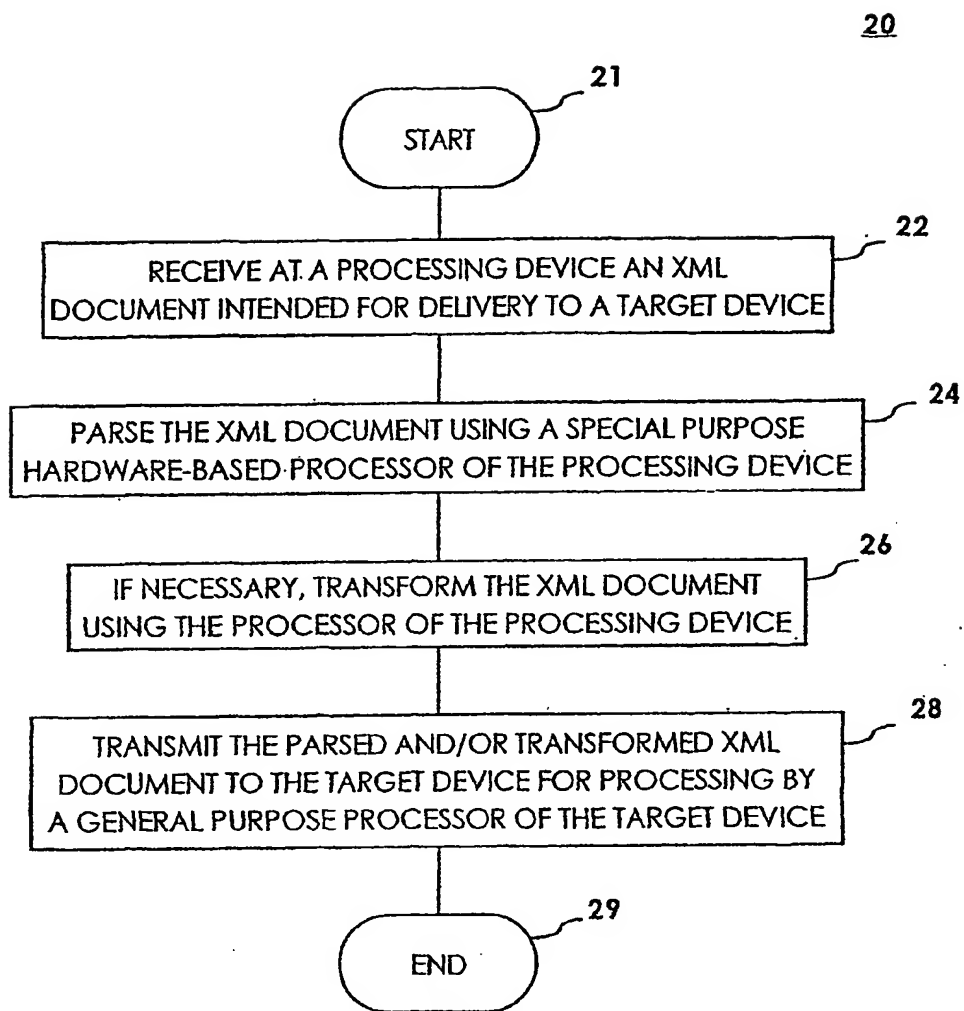 20
21
START
22
RECEIVE AT A PROCESSING DEVICE AN XML
DOCUMENT INTENDED FOR DELIVERY TO A TARGET DEVICE
24
PARSE THE XML DOCUMENT USING A SPECIAL PURPOSE
HARDWARE-BASED PROCESSOR OF THE PROCESSING DEVICE
26
IF NECESSARY, TRANSFORM THE XML DOCUMENT
USING THE PROCESSOR OF THE PROCESSING DEVICE
28
TRANSMIT THE PARSED AND/OR TRANSFORMED XML
DOCUMENT TO THE TARGET DEVICE FOR PROCESSING BY
A GENERAL PURPOSE PROCESSOR OF THE TARGET DEVICE
29
END